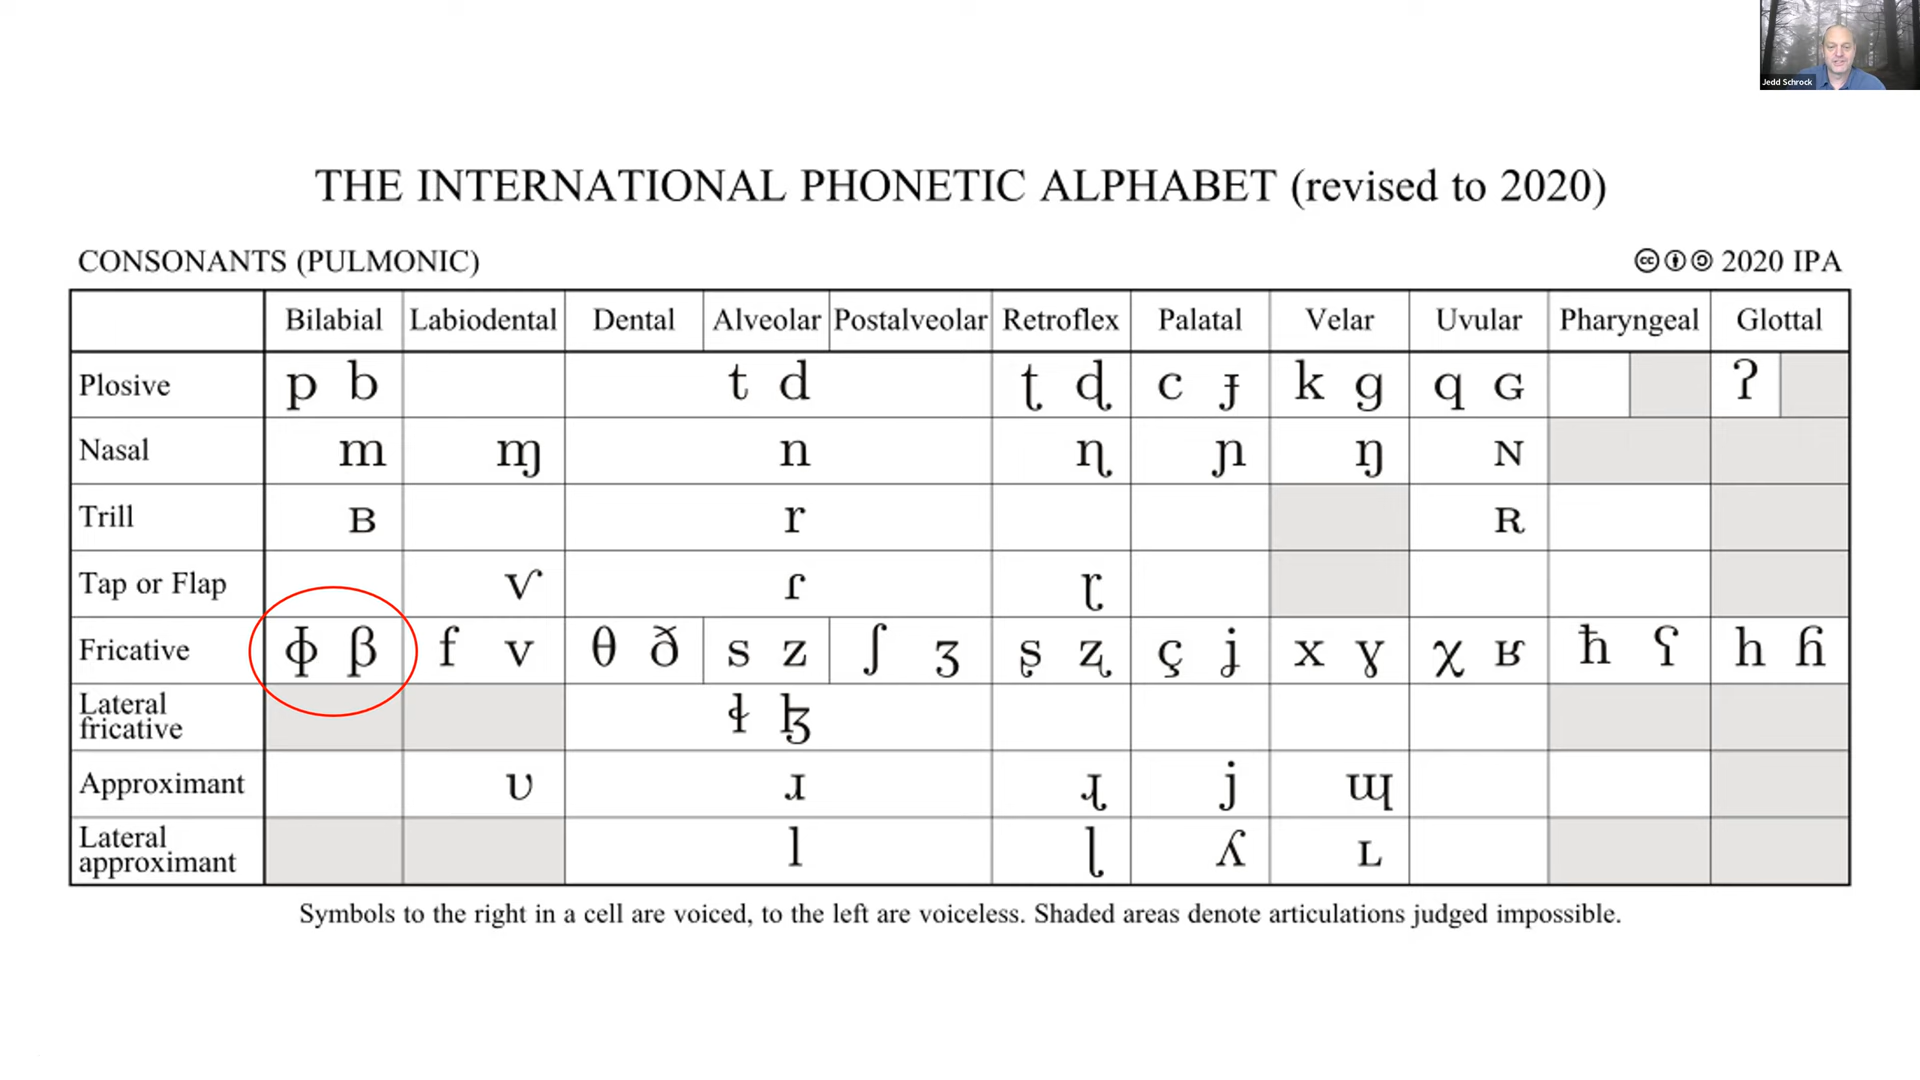 Jedd Schrock
THE INTERNATIONAL PHONETIC ALPHABET (revised to 2020)
CONSONANTS (PULMONIC) 🅭🅯🄎 2020 IPA
Bilabial Labiodental Dental Alveolar Postalveolar Retroflex Palatal Velar Uvular Pharyngeal Glottal
Plosive p b t d ʈ ɖ c ɟ k ɡ q ɢ ʔ
Nasal m ɱ n ɳ ɲ ŋ ɴ
Trill ʙ r ʀ
Tap or Flap ⱱ ɾ ɽ
Fricative ɸ β f v θ ð s z ʃ ʒ ʂ ʐ ç ʝ x ɣ χ ʁ ħ ʕ h ɦ
Lateral
fricative ɬ ɮ
Approximant ʋ ɹ ɻ j ɰ
Lateral
approximant l ɭ ʎ ʟ
Symbols to the right in a cell are voiced, to the left are voiceless. Shaded areas denote articulations judged impossible.